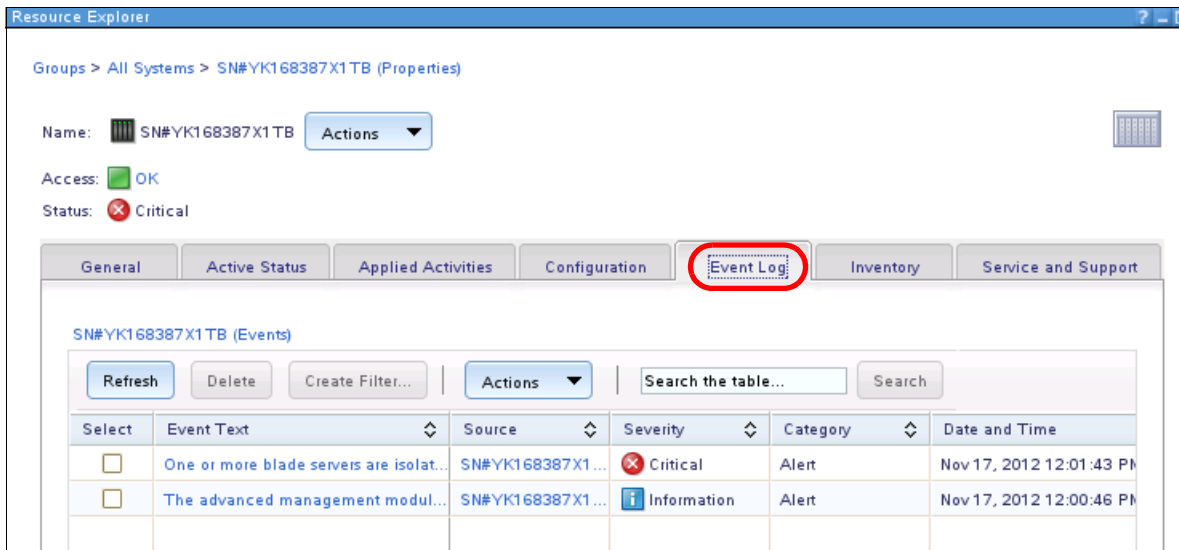 Resource Explorer
Groups > All Systems > SN#YK168387X1TB (Properties)
Name: SN#YK168387X1TB Actions
Access: OK
Status: Critical
General Active Status Applied Activities Configuration Event Log Inventory Service and Support
SN#YK168387X1TB (Events)
Refresh Delete Create Filter... Actions Search the table... Search
Select Event Text Source Severity Category Date and Time
One or more blade servers are isolat... SN#YK168387X1... Critical Alert Nov 17, 2012 12:01:43 PM
The advanced management modul... SN#YK168387X1... Information Alert Nov 17, 2012 12:00:46 PM